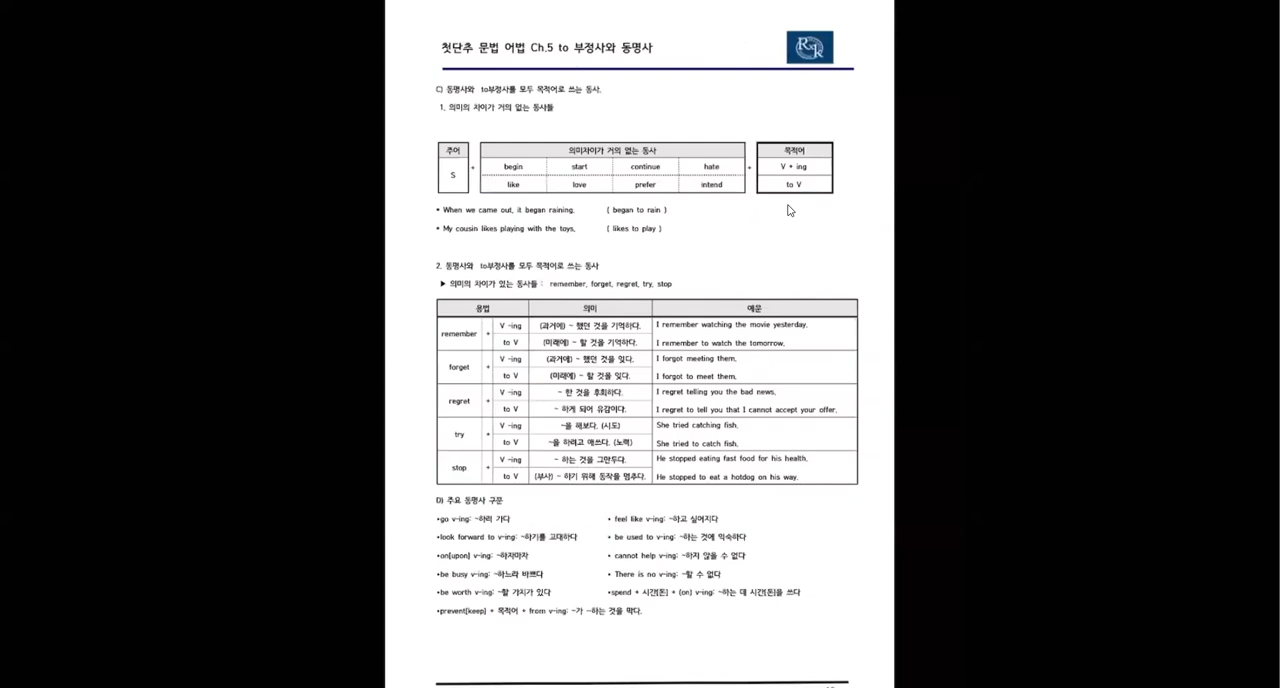 첫단추 문법 어법 Ch.5 to 부정사와 동명사
C) 동명사와 to부정사를 모두 목적어로 쓰는 동사.
1. 의미의 차이가 거의 없는 동사들
주어 의미차이가 거의 없는 동사 목적어
S + begin start continue hate + V + ing
like love prefer intend to V
• When we came out, it began raining. ( began to rain )
• My cousin likes playing with the toys. ( likes to play )
2. 동명사와 to부정사를 모두 목적어로 쓰는 동사
▶ 의미의 차이가 있는 동사들 : remember, forget, regret, try, stop
용법 의미 예문
remember + V -ing (과거에) ~ 했던 것을 기억하다. I remember watching the movie yesterday.
to V (미래에) ~ 할 것을 기억하다. I remember to watch the tomorrow.
forget + V -ing (과거에) ~ 했던 것을 잊다. I forgot meeting them.
to V (미래에) ~ 할 것을 잊다. I forgot to meet them.
regret + V -ing ~ 한 것을 후회하다. I regret telling you the bad news.
to V ~ 하게 되어 유감이다. I regret to tell you that I cannot accept your offer.
try + V -ing ~을 해보다. (시도) She tried catching fish.
to V ~을 하려고 애쓰다. (노력) She tried to catch fish.
stop + V -ing ~ 하는 것을 그만두다. He stopped eating fast food for his health.
to V (부사) ~ 하기 위해 동작을 멈추다. He stopped to eat a hotdog on his way.
D) 주요 동명사 구문
•go v-ing: ~하러 가다 • feel like v-ing: ~하고 싶어지다
•look forward to v-ing: ~하기를 고대하다 • be used to v-ing: ~하는 것에 익숙하다
•on[upon] v-ing: ~하자마자 • cannot help v-ing: ~하지 않을 수 없다
•be busy v-ing: ~하느라 바쁘다 • There is no v-ing: ~할 수 없다
•be worth v-ing: ~할 가치가 있다 •spend + 시간[돈] + (on) v-ing: ~하는 데 시간[돈]을 쓰다
•prevent[keep] + 목적어 + from v-ing: ~가 ~하는 것을 막다.